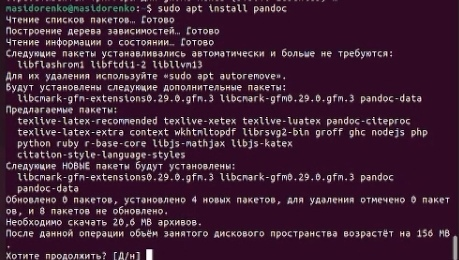 masidorenko@masidorenko:~$ sudo apt install pandoc
Чтение списков пакетов… Готово
Построение дерева зависимостей… Готово
Чтение информации о состоянии… Готово
Следующие пакеты устанавливались автоматически и больше не требуются:
libflashrom1 libftdi1-2 libllvm13
Для их удаления используйте «sudo apt autoremove».
Будут установлены следующие дополнительные пакеты:
libcmark-gfm-extensions0.29.0.gfm.3 libcmark-gfm0.29.0.gfm.3 pandoc-data
Предлагаемые пакеты:
texlive-latex-recommended texlive-xetex texlive-luatex pandoc-citeproc
texlive-latex-extra context wkhtmltopdf librsvg2-bin groff ghc nodejs php
python ruby r-base-core libjs-mathjax libjs-katex
citation-style-language-styles
Следующие НОВЫЕ пакеты будут установлены:
libcmark-gfm-extensions0.29.0.gfm.3 libcmark-gfm0.29.0.gfm.3 pandoc
pandoc-data
Обновлено 0 пакетов, установлено 4 новых пакетов, для удаления отмечено 0 пакет
ов, и 8 пакетов не обновлено.
Необходимо скачать 20,6 MB архивов.
После данной операции объём занятого дискового пространства возрастёт на 156 MB
.
Хотите продолжить? [Д/н]